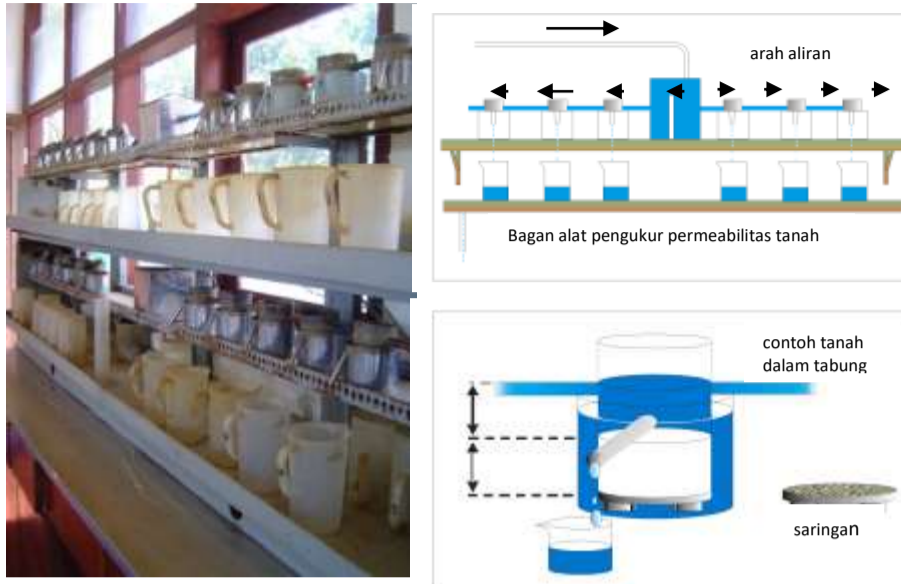 arah aliran
Bagan alat pengukur permeabilitas tanah
contoh tanah
dalam tabung
saringan